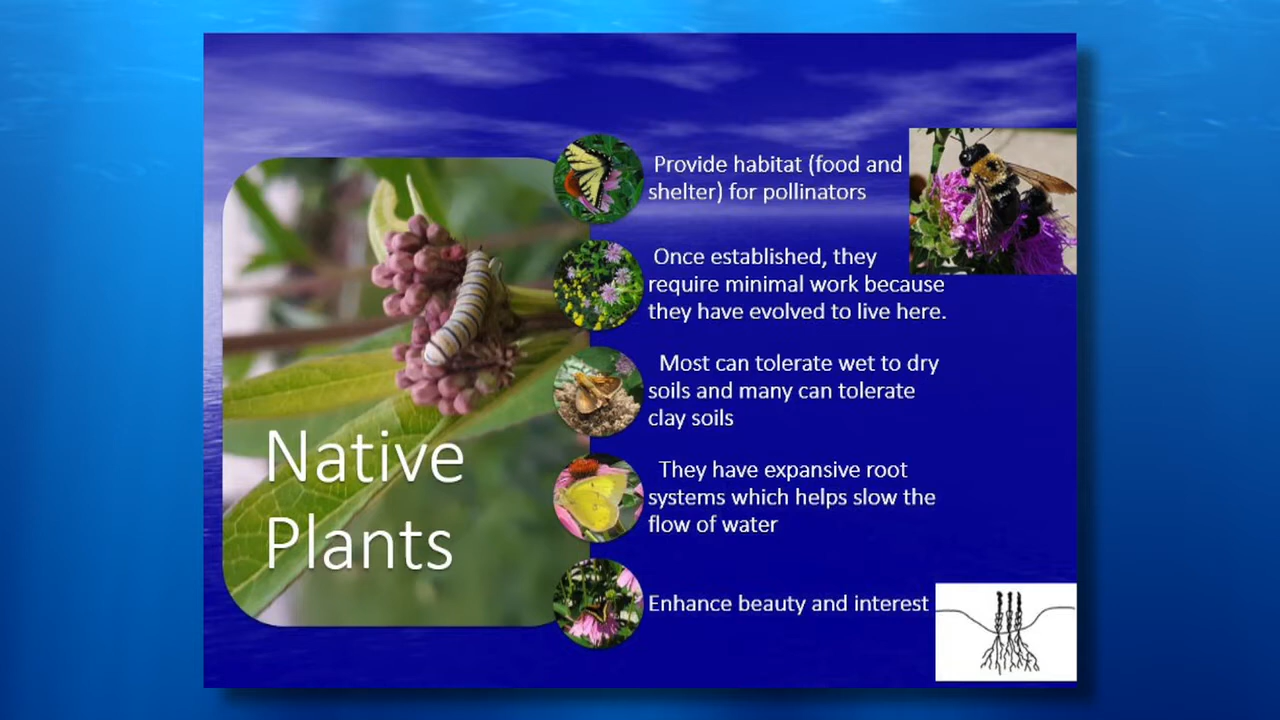 Native
Plants
Provide habitat (food and
shelter) for pollinators
Once established, they
require minimal work because
they have evolved to live here.
Most can tolerate wet to dry
soils and many can tolerate
clay soils
They have expansive root
systems which helps slow the
flow of water
Enhance beauty and interest